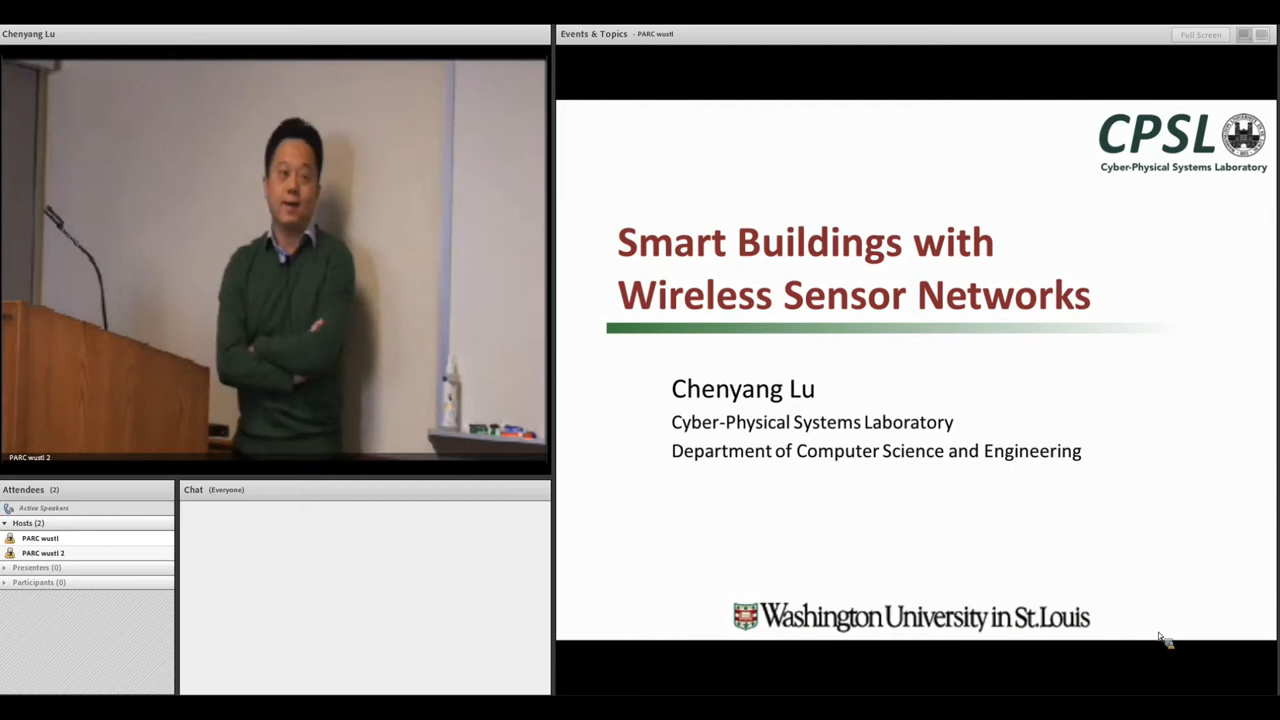 Chenyang Lu
Events & Topics - PARC wustl
Full Screen
PARC wustl 2
Attendees (2)
Active Speakers
Hosts (2)
PARC wustl
PARC wustl 2
Presenters (0)
Participants (0)
Chat (Everyone)
CPSL
Cyber-Physical Systems Laboratory
Smart Buildings with
Wireless Sensor Networks
Chenyang Lu
Cyber-Physical Systems Laboratory
Department of Computer Science and Engineering
Washington University in St.Louis